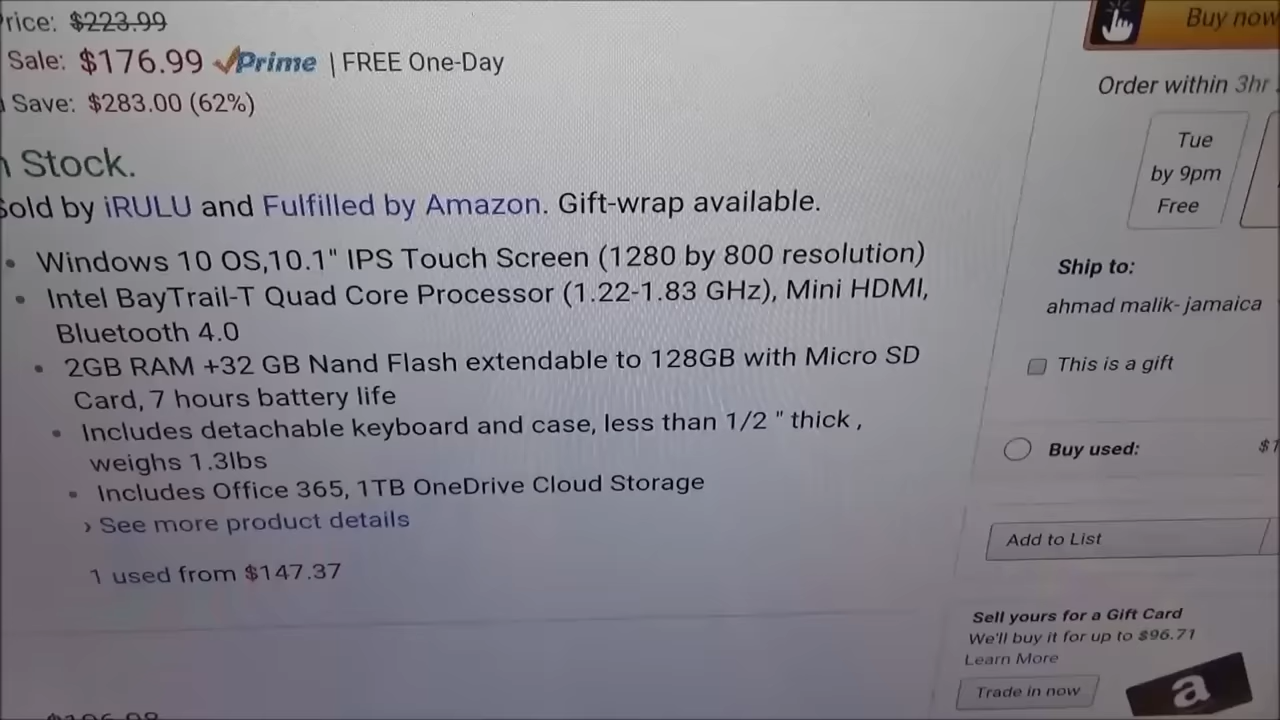 rice: $223.99
Sale: $176.99 Prime | FREE One-Day
Save: $283.00 (62%)
n Stock.
Sold by iRULU and Fulfilled by Amazon. Gift-wrap available.
• Windows 10 OS,10.1" IPS Touch Screen (1280 by 800 resolution)
• Intel BayTrail-T Quad Core Processor (1.22-1.83 GHz), Mini HDMI,
Bluetooth 4.0
• 2GB RAM +32 GB Nand Flash extendable to 128GB with Micro SD
Card, 7 hours battery life
• Includes detachable keyboard and case, less than 1/2 " thick ,
weighs 1.3lbs
• Includes Office 365, 1TB OneDrive Cloud Storage
› See more product details
1 used from $147.37
Buy now
Order within 3hr
Tue
by 9pm
Free
Ship to:
ahmad malik- jamaica
This is a gift
Buy used: $1
Add to List
Sell yours for a Gift Card
We'll buy it for up to $96.71
Learn More
Trade in now
a